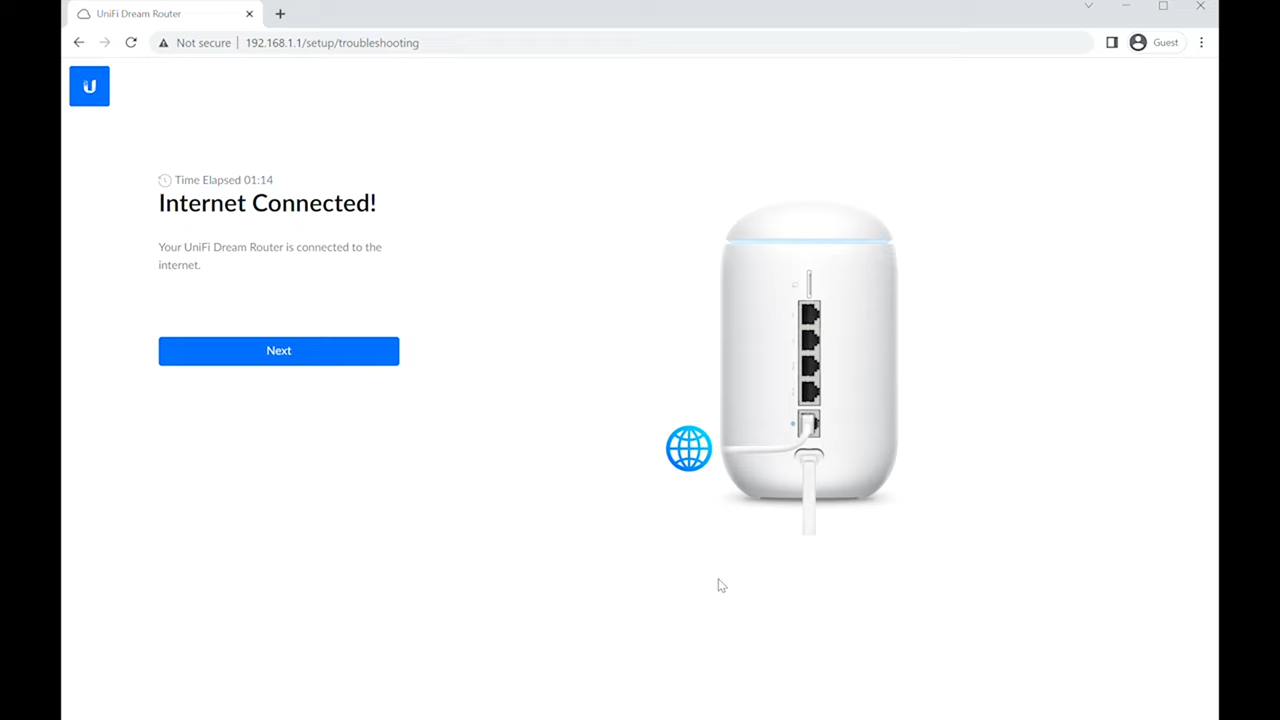 UniFi Dream Router
Not secure
192.168.1.1/setup/troubleshooting
Guest
Time Elapsed 01:14
Internet Connected!
Your UniFi Dream Router is connected to the
internet.
Next